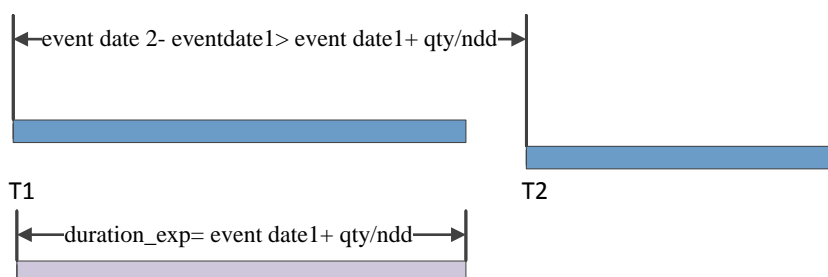 event date 2- eventdate1> event date1+ qty/ndd
T1
T2
duration_exp= event date1+ qty/ndd